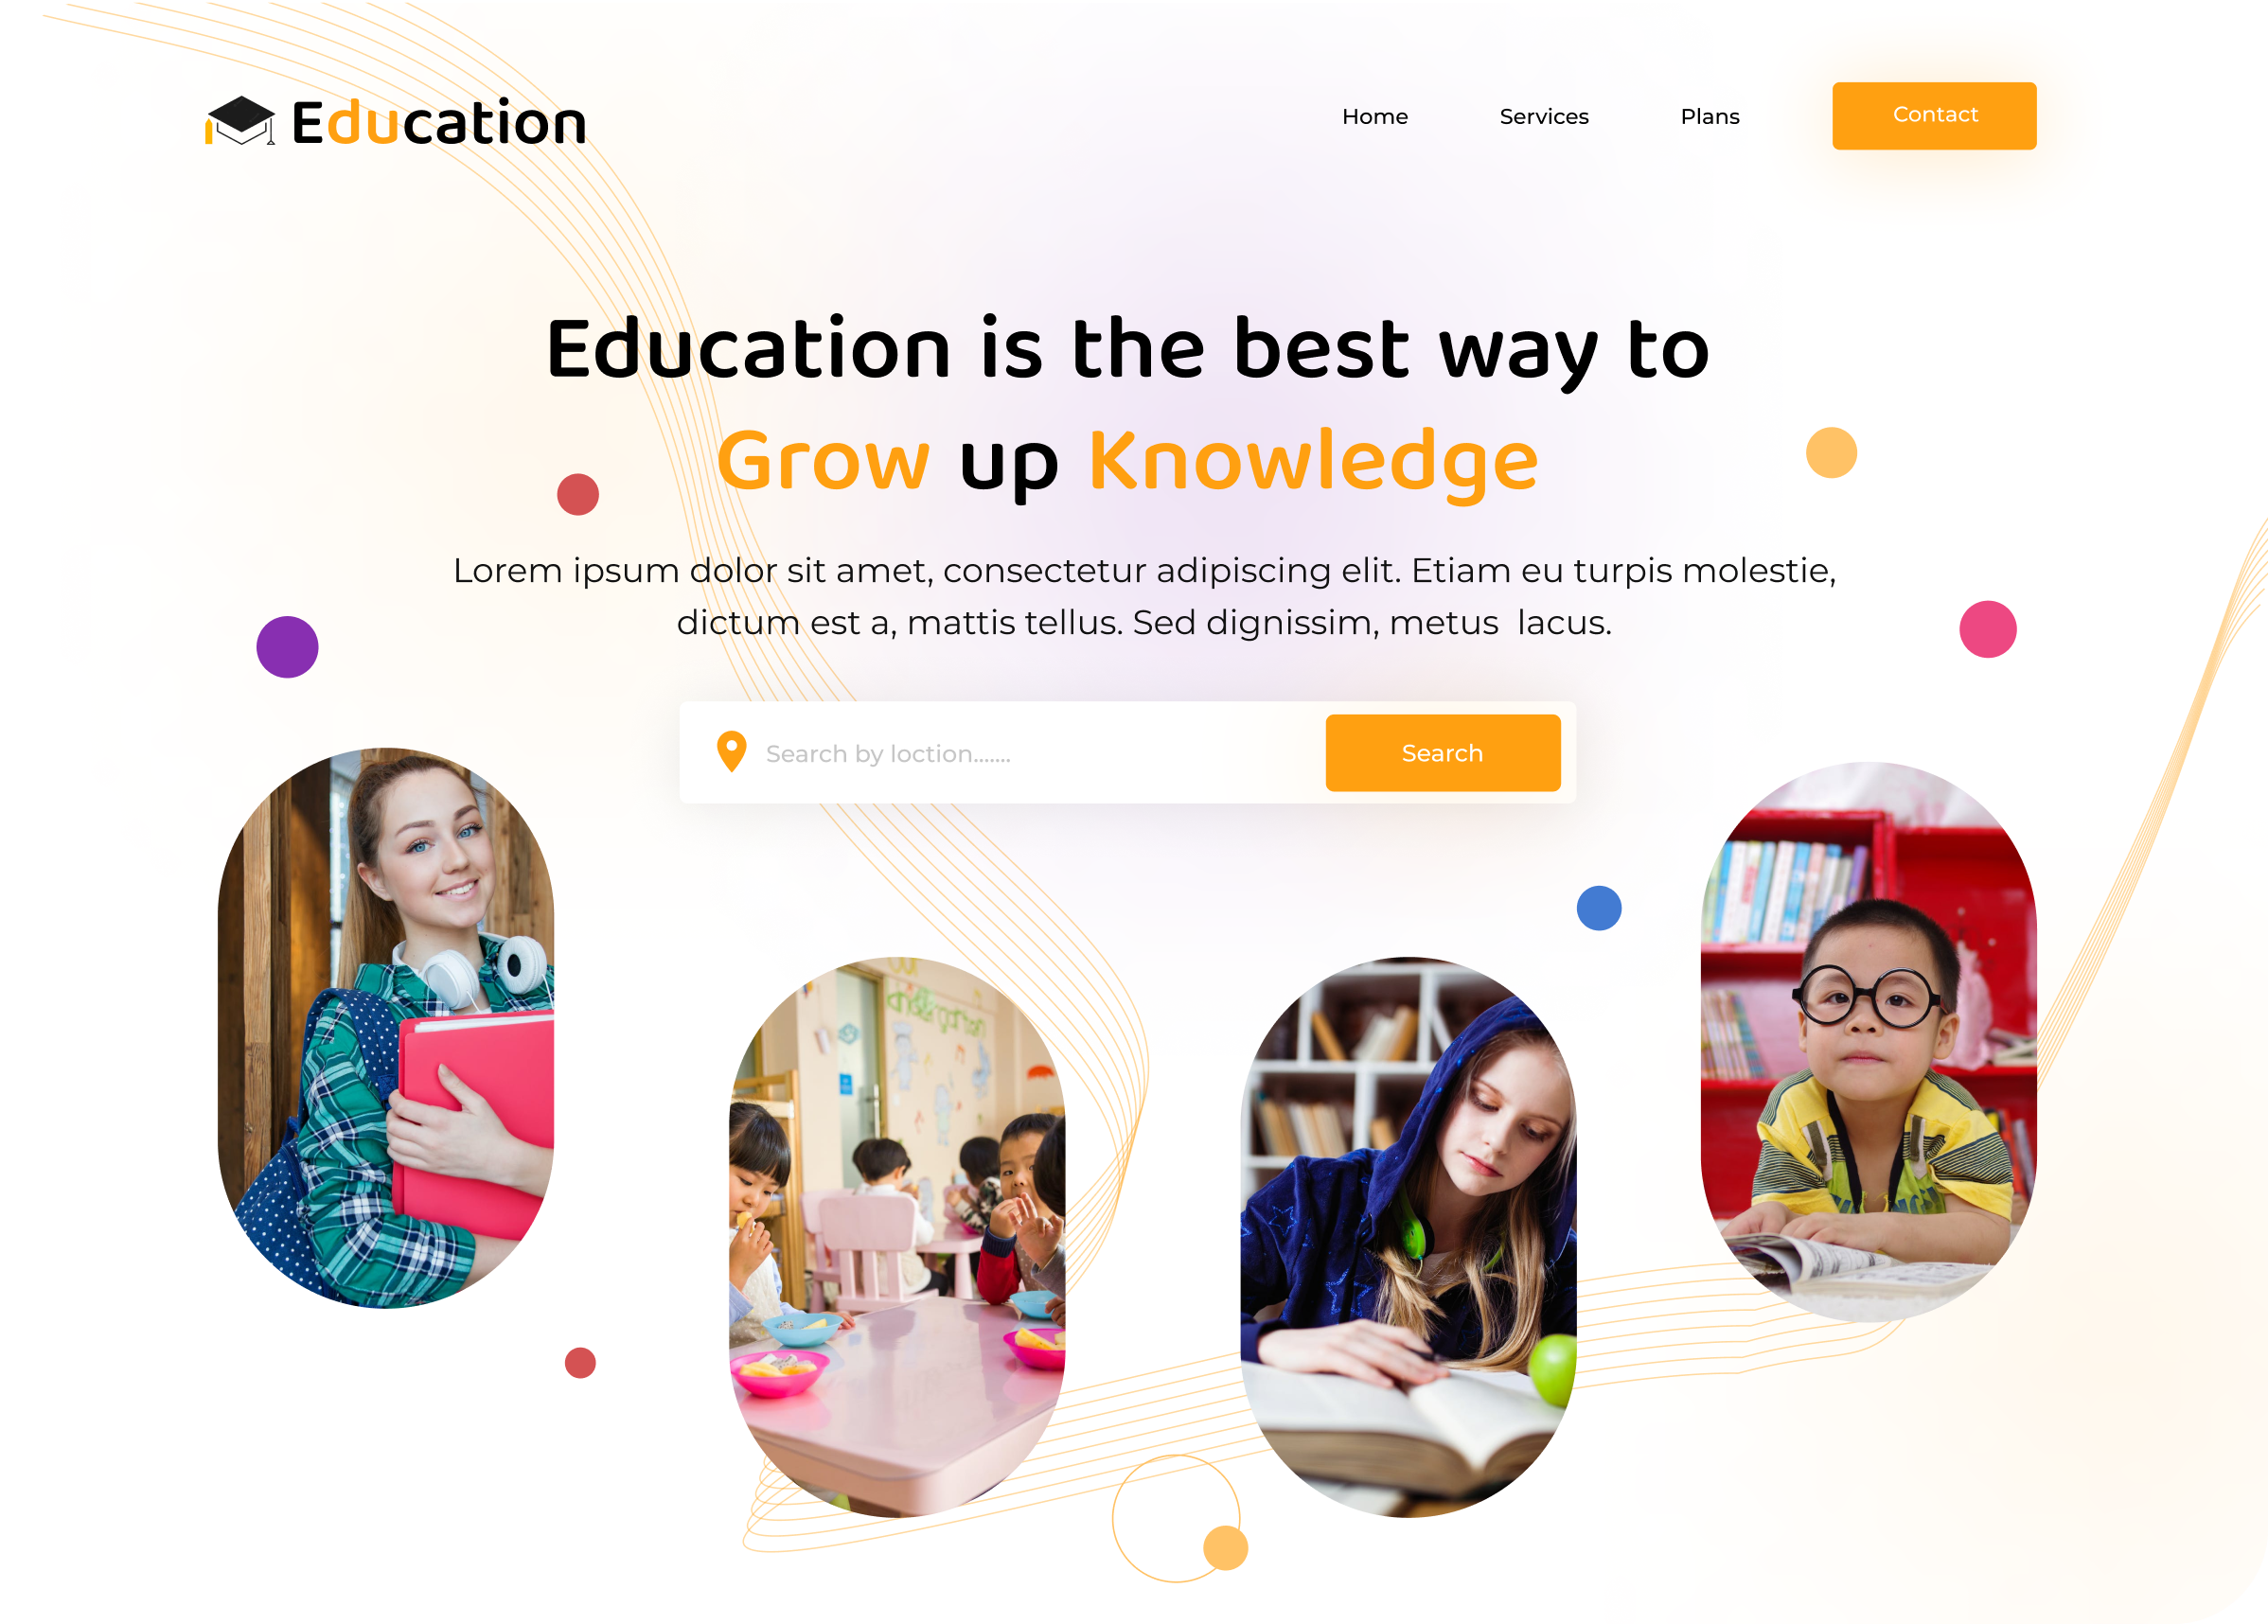 Education
Home
Services
Plans
Contact
Education is the best way to
Grow up Knowledge
Lorem ipsum dolor sit amet, consectetur adipiscing elit. Etiam eu turpis molestie,
dictum est a, mattis tellus. Sed dignissim, metus  lacus.
Search by loction.......
Search